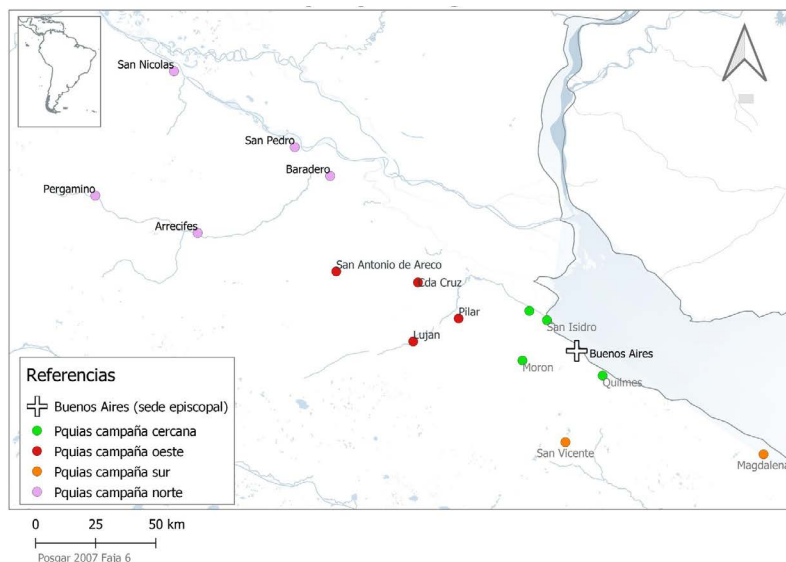 San Nicolas
San Pedro
Baradero
Pergamino
Arrecifes
San Antonio de Areco
Cda Cruz
Pilar
San Isidro
Lujan
Buenos Aires
Moron
Quilmes
San Vicente
Magdalena
Referencias
Buenos Aires (sede episcopal)
Pquias campaña cercana
Pquias campaña oeste
Pquias campaña sur
Pquias campaña norte
0 25 50 km
Posgar 2007 Faja 6